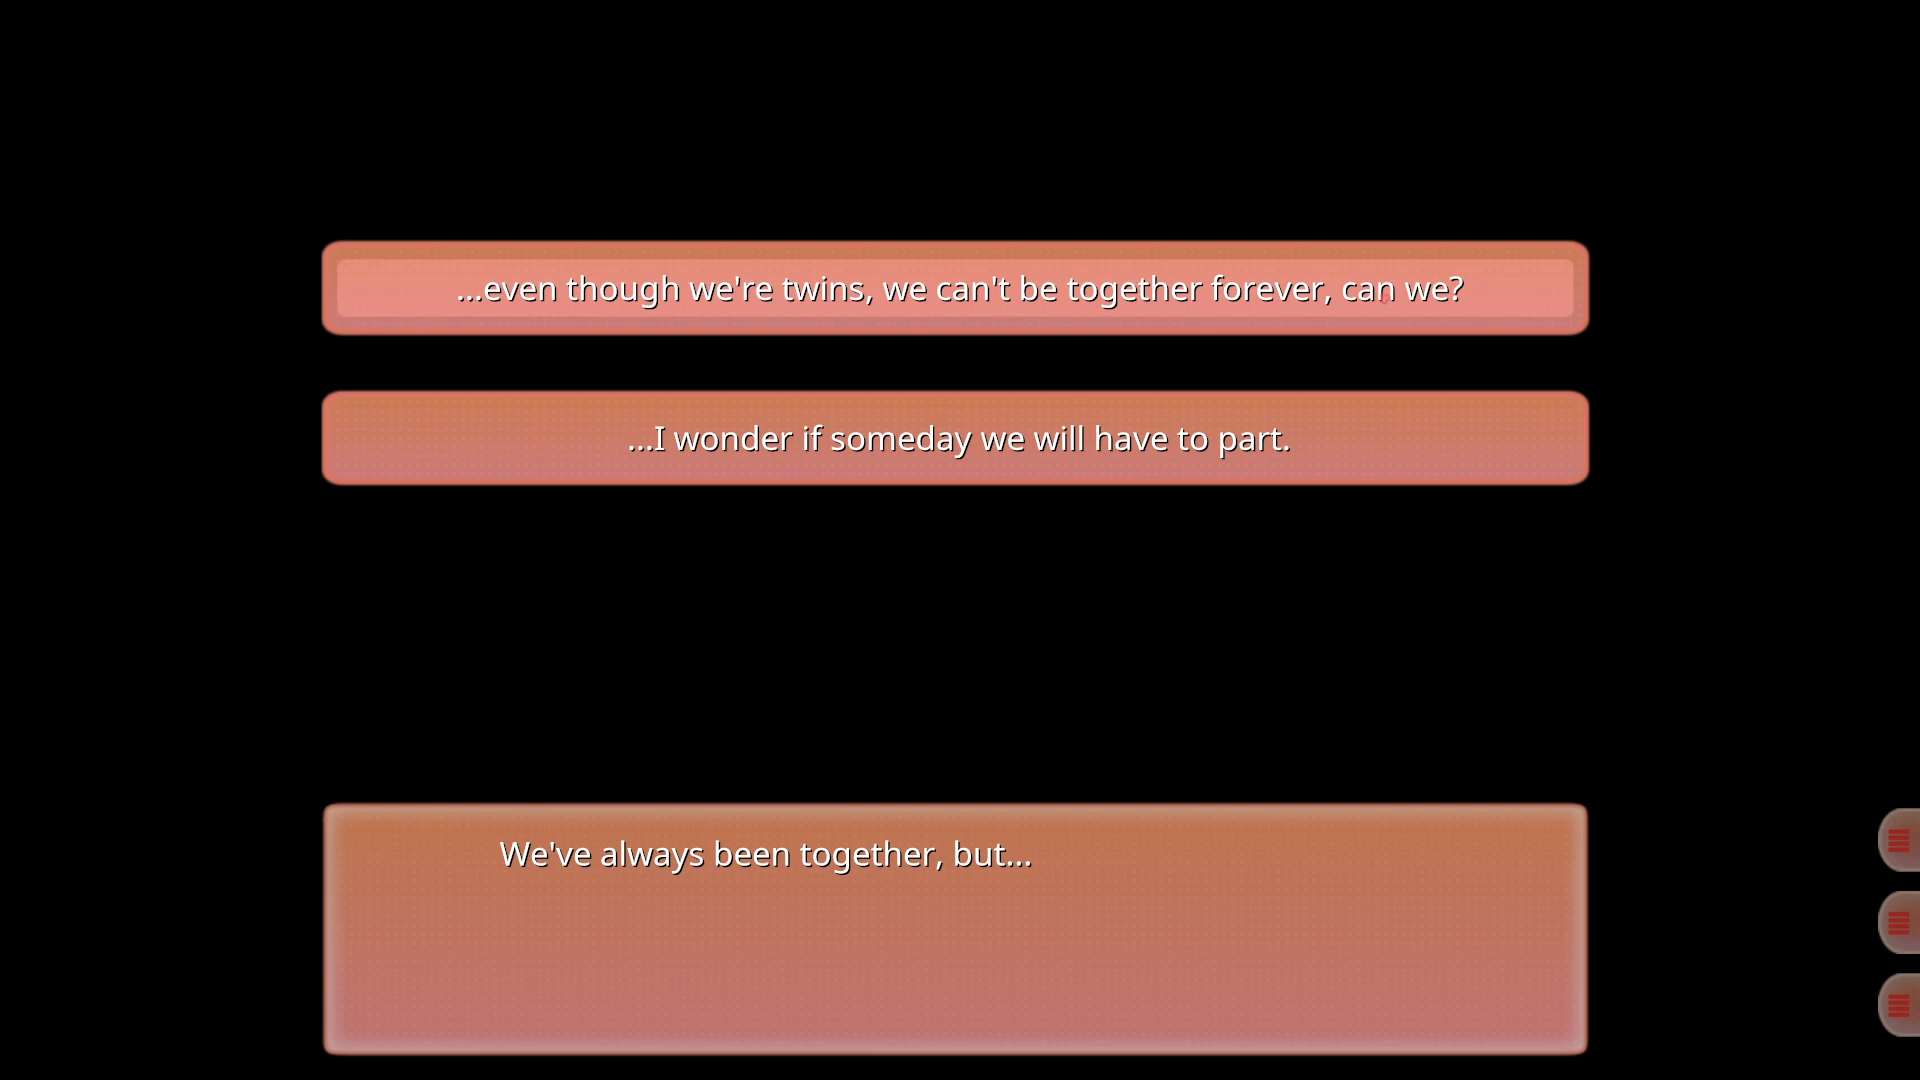 ...even though we're twins, we can't be together forever, can we?
...I wonder if someday we will have to part.
We've always been together, but...